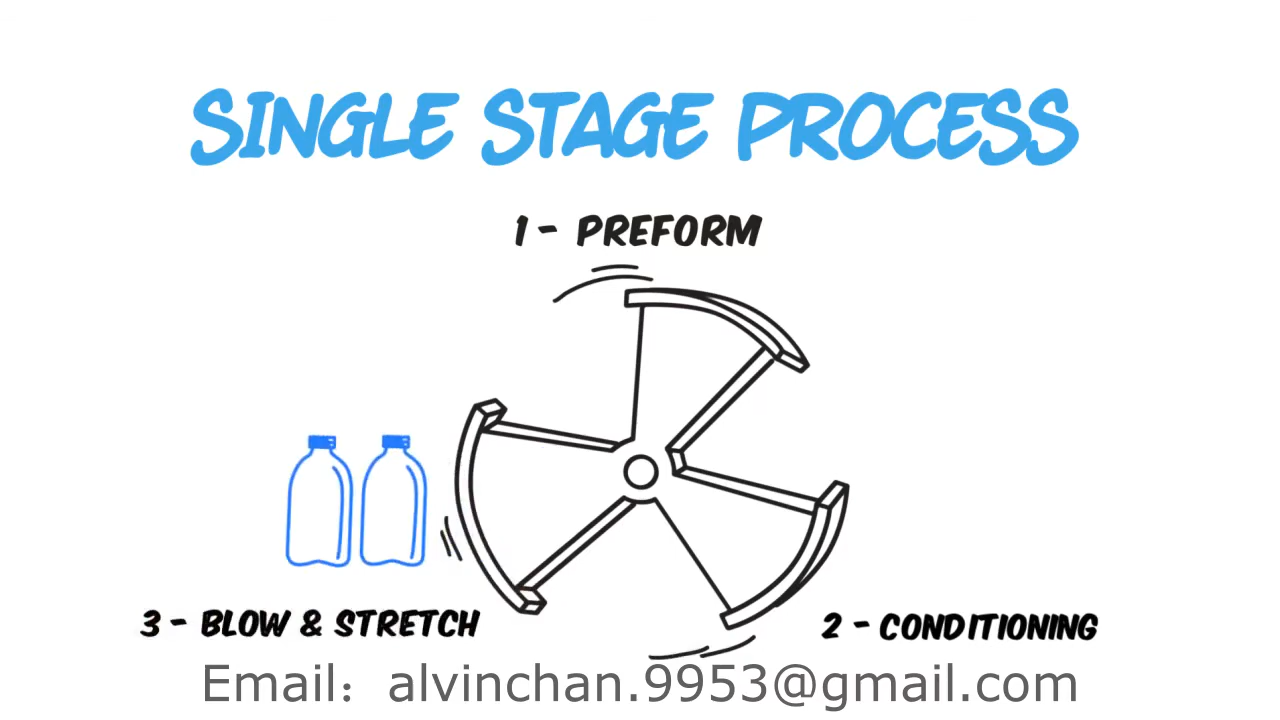 SINGLE STAGE PROCESS
1 - PREFORM
3 - BLOW & STRETCH
2 - CONDITIONING
Email：alvinchan.9953@gmail.com